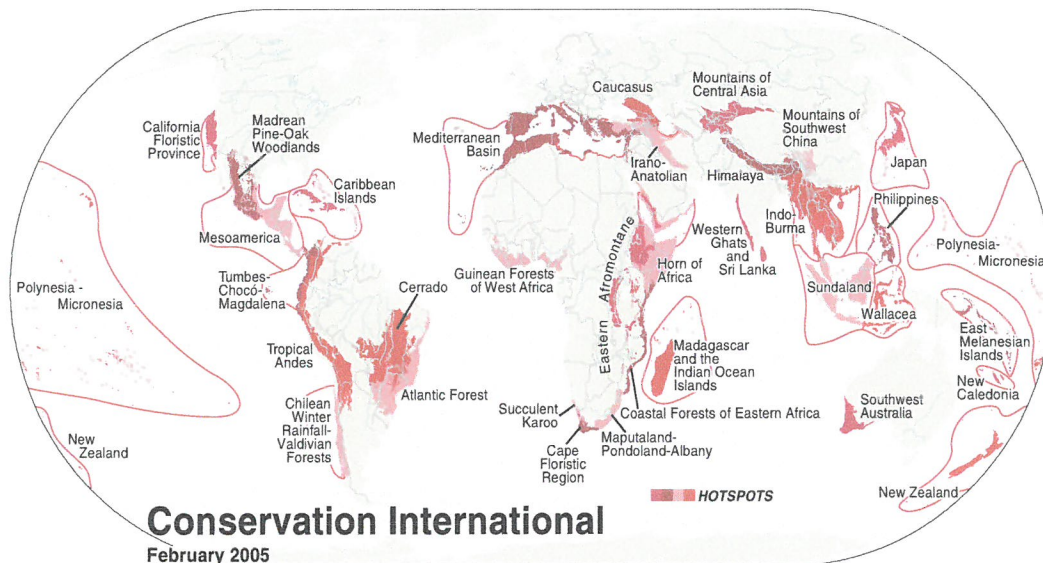 California
Floristic
Province
Madrean
Pine-Oak
Woodlands
Caribbean
Islands
Mesoamerica
Polynesia -
Micronesia
Tumbes-
Chocó-
Magdalena
Cerrado
Tropical
Andes
Atlantic Forest
Chilean
Winter
Rainfall-
Valdivian
Forests
New
Zealand
Mediterranean
Basin
Caucasus
Irano-
Anatolian
Mountains of
Central Asia
Mountains of
Southwest
China
Himalaya
Japan
Philippines
Indo-
Burma
Western
Ghats
and
Sri Lanka
Guinean Forests
of West Africa
Eastern Afromontane
Horn of
Africa
Polynesia-
Micronesia
Sundaland
Wallacea
East
Melanesian
Islands
New
Caledonia
Madagascar
and the
Indian Ocean
Islands
Coastal Forests of Eastern Africa
Succulent
Karoo
Cape
Floristic
Region
Maputaland-
Pondoland-Albany
Southwest
Australia
New Zealand
HOTSPOTS
Conservation International
February 2005